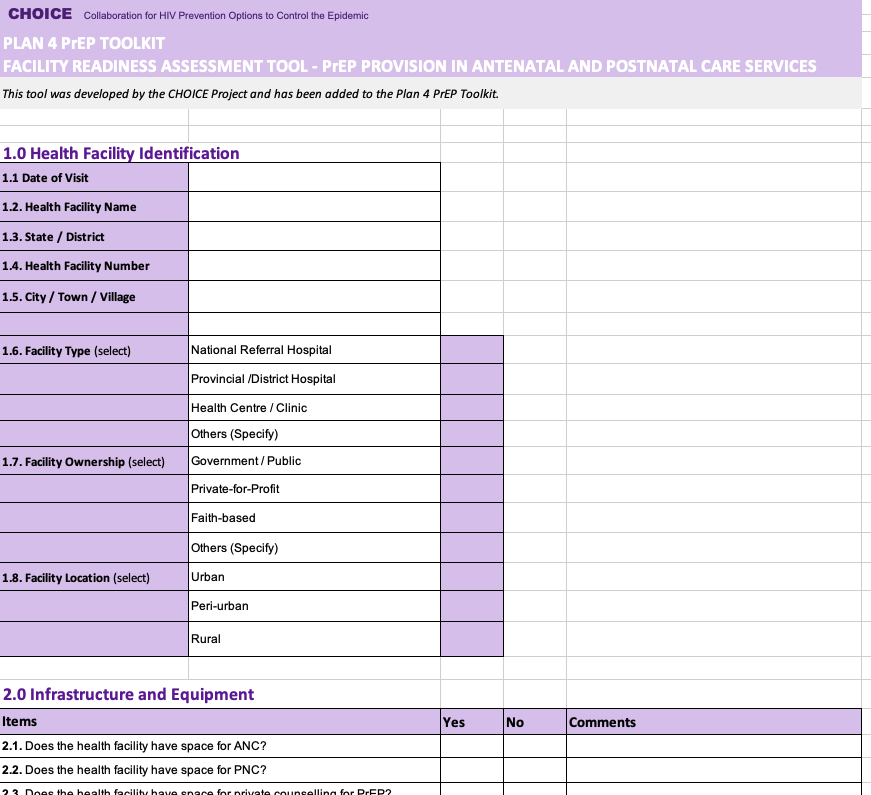 CHOICE Collaboration for HIV Prevention Options to Control the Epidemic
PLAN 4 PrEP TOOLKIT
FACILITY READINESS ASSESSMENT TOOL - PrEP PROVISION IN ANTENATAL AND POSTNATAL CARE SERVICES
This tool was developed by the CHOICE Project and has been added to the Plan 4 PrEP Toolkit.
1.0 Health Facility Identification
1.1 Date of Visit
1.2. Health Facility Name
1.3. State / District
1.4. Health Facility Number
1.5. City / Town / Village
1.6. Facility Type (select) National Referral Hospital
Provincial /District Hospital
Health Centre / Clinic
Others (Specify)
1.7. Facility Ownership (select) Government / Public
Private-for-Profit
Faith-based
Others (Specify)
1.8. Facility Location (select) Urban
Peri-urban
Rural
2.0 Infrastructure and Equipment
Items Yes No Comments
2.1. Does the health facility have space for ANC?
2.2. Does the health facility have space for PNC?
2.3. Does the health facility have space for private counselling for PrEP?